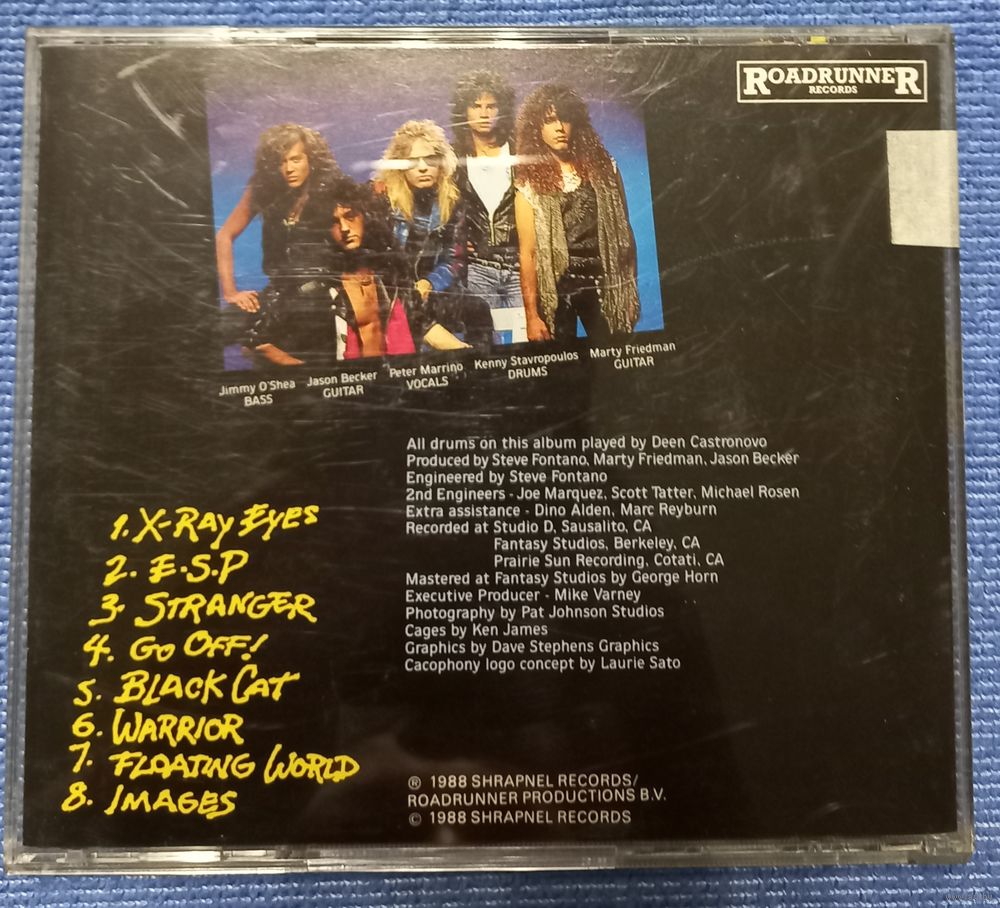 ROADRUNNER
RECORDS
Jimmy O'Shea
BASS
Jason Becker
GUITAR
Peter Marrino
VOCALS
Kenny Stavropoulos
DRUMS
Marty Friedman
GUITAR
All drums on this album played by Deen Castronovo
Produced by Steve Fontano, Marty Friedman, Jason Becker
Engineered by Steve Fontano
2nd Engineers - Joe Marquez, Scott Tatter, Michael Rosen
Extra assistance - Dino Alden, Marc Reyburn
Recorded at Studio D, Sausalito, CA
Fantasy Studios, Berkeley, CA
Prairie Sun Recording, Cotati, CA
Mastered at Fantasy Studios by George Horn
Executive Producer - Mike Varney
Photography by Pat Johnson Studios
Cages by Ken James
Graphics by Dave Stephens Graphics
Cacophony logo concept by Laurie Sato
1. X-RAY EYES
2. E.S.P
3. STRANGER
4. GO OFF!
5. BLACK CAT
6. WARRIOR
7. FLOATING WORLD
8. IMAGES
® 1988 SHRAPNEL RECORDS/
ROADRUNNER PRODUCTIONS B.V.
© 1988 SHRAPNEL RECORDS